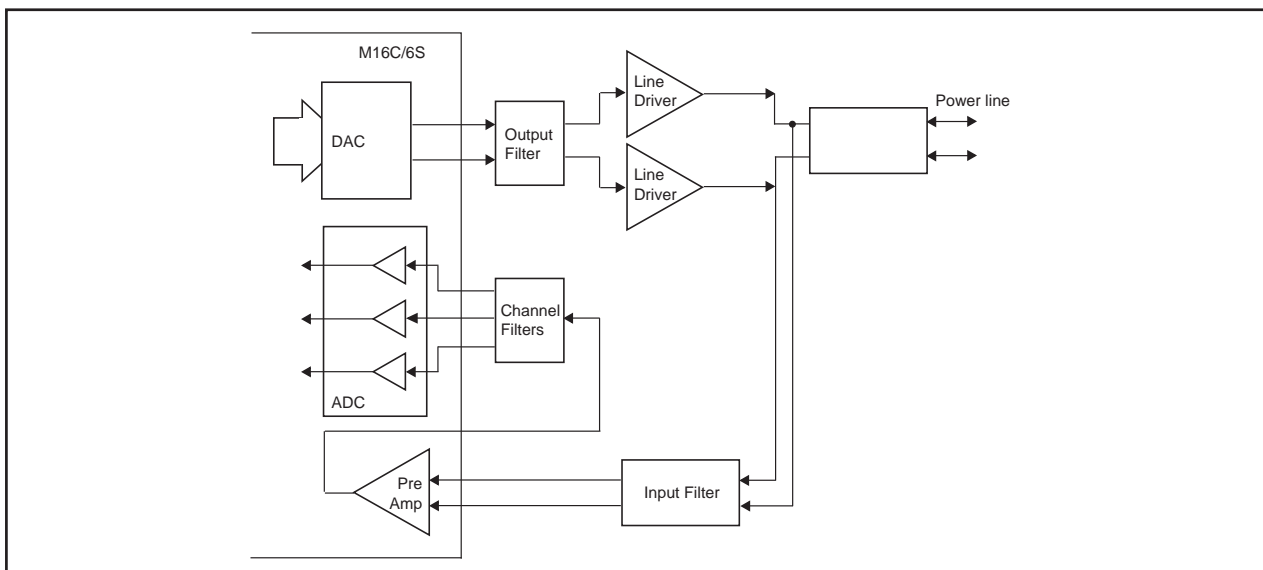 M16C/6S
Line
Driver
Power line
DAC
Output
Filter
Line
Driver
Channel
Filters
ADC
Pre
Amp
Input Filter